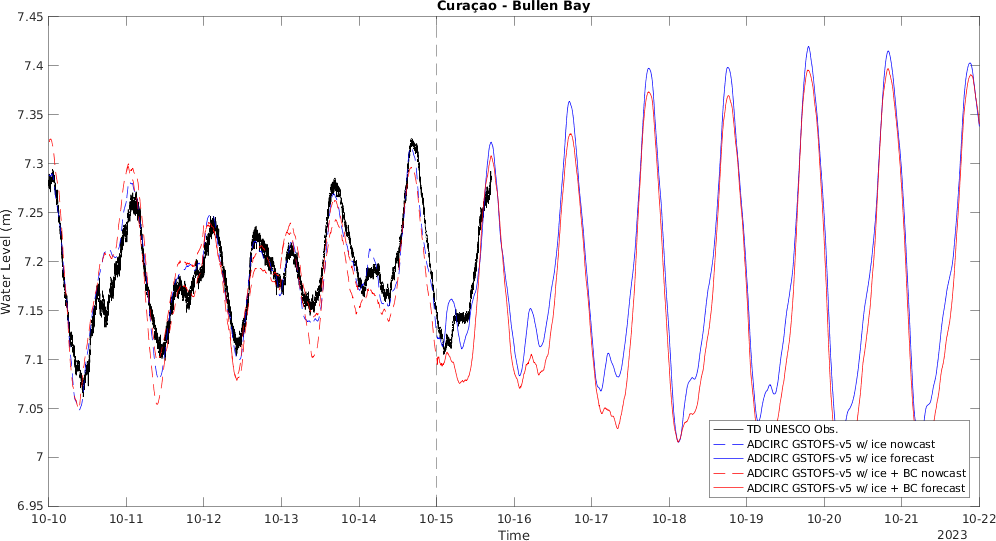 Curaçao - Bullen Bay
Water Level (m)
7.45
7.4
7.35
7.3
7.25
7.2
7.15
7.1
7.05
7
6.95
10-10 10-11 10-12 10-13 10-14 10-15 10-16 10-17 10-18 10-19 10-20 10-21 10-22
Time
2023
TD UNESCO Obs.
ADCIRC GSTOFS-v5 w/ ice nowcast
ADCIRC GSTOFS-v5 w/ ice forecast
ADCIRC GSTOFS-v5 w/ ice + BC nowcast
ADCIRC GSTOFS-v5 w/ ice + BC forecast